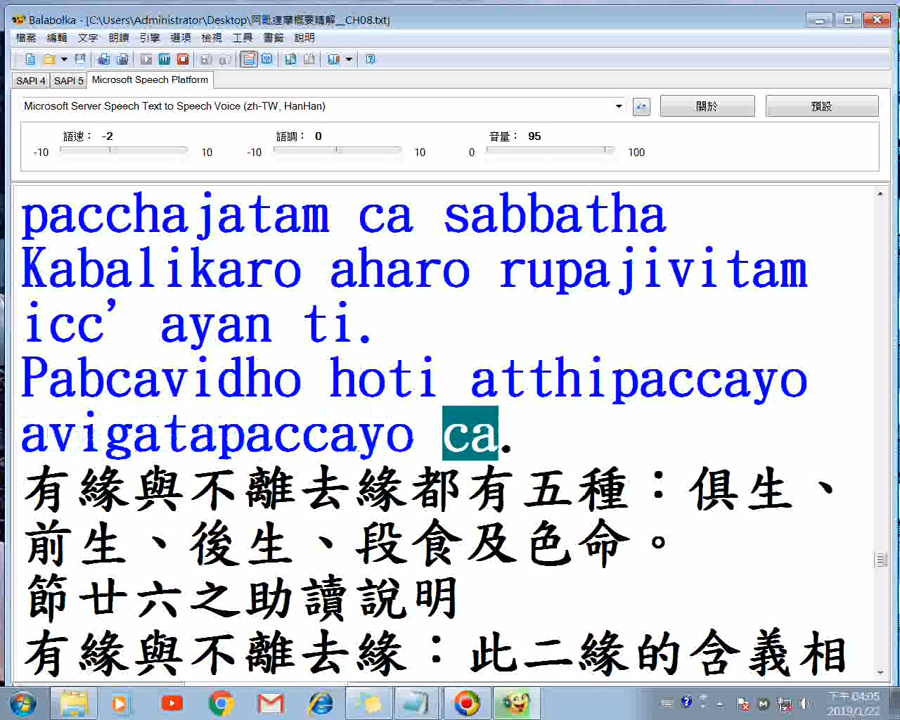 Balabolka - [C:\Users\Administrator\Desktop\阿毗達摩概要精解__CH08.txt]
檔案 編輯 文字 朗讀 引擎 選項 檢視 工具 書籤 說明
SAPI 4 SAPI 5 Microsoft Speech Platform
Microsoft Server Speech Text to Speech Voice (zh-TW, HanHan) 關於 預設
語速： -2 語調： 0 音量： 95
-10 10 -10 10 0 100
pacchajatam ca sabbatha
Kabalikaro aharo rupajivitam
icc' ayan ti.
Pabcavidho hoti atthipaccayo
avigatapaccayo ca.
有緣與不離去緣都有五種：俱生、
前生、後生、段食及色命。
節廿六之助讀說明
有緣與不離去緣：此二緣的含義相
下午 04:05
2019/1/22